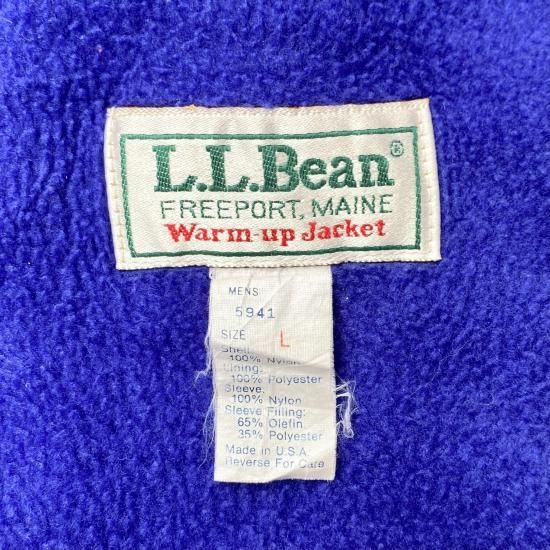 L.L.Bean®
FREEPORT, MAINE
Warm-up Jacket
MENS
5941
SIZE L
Shell:
100% Nylon
Lining:
100% Polyester
Sleeve:
100% Nylon
Sleeve Filling:
65% Olefin,
35% Polyester
Made in U.S.A.
Reverse For Care